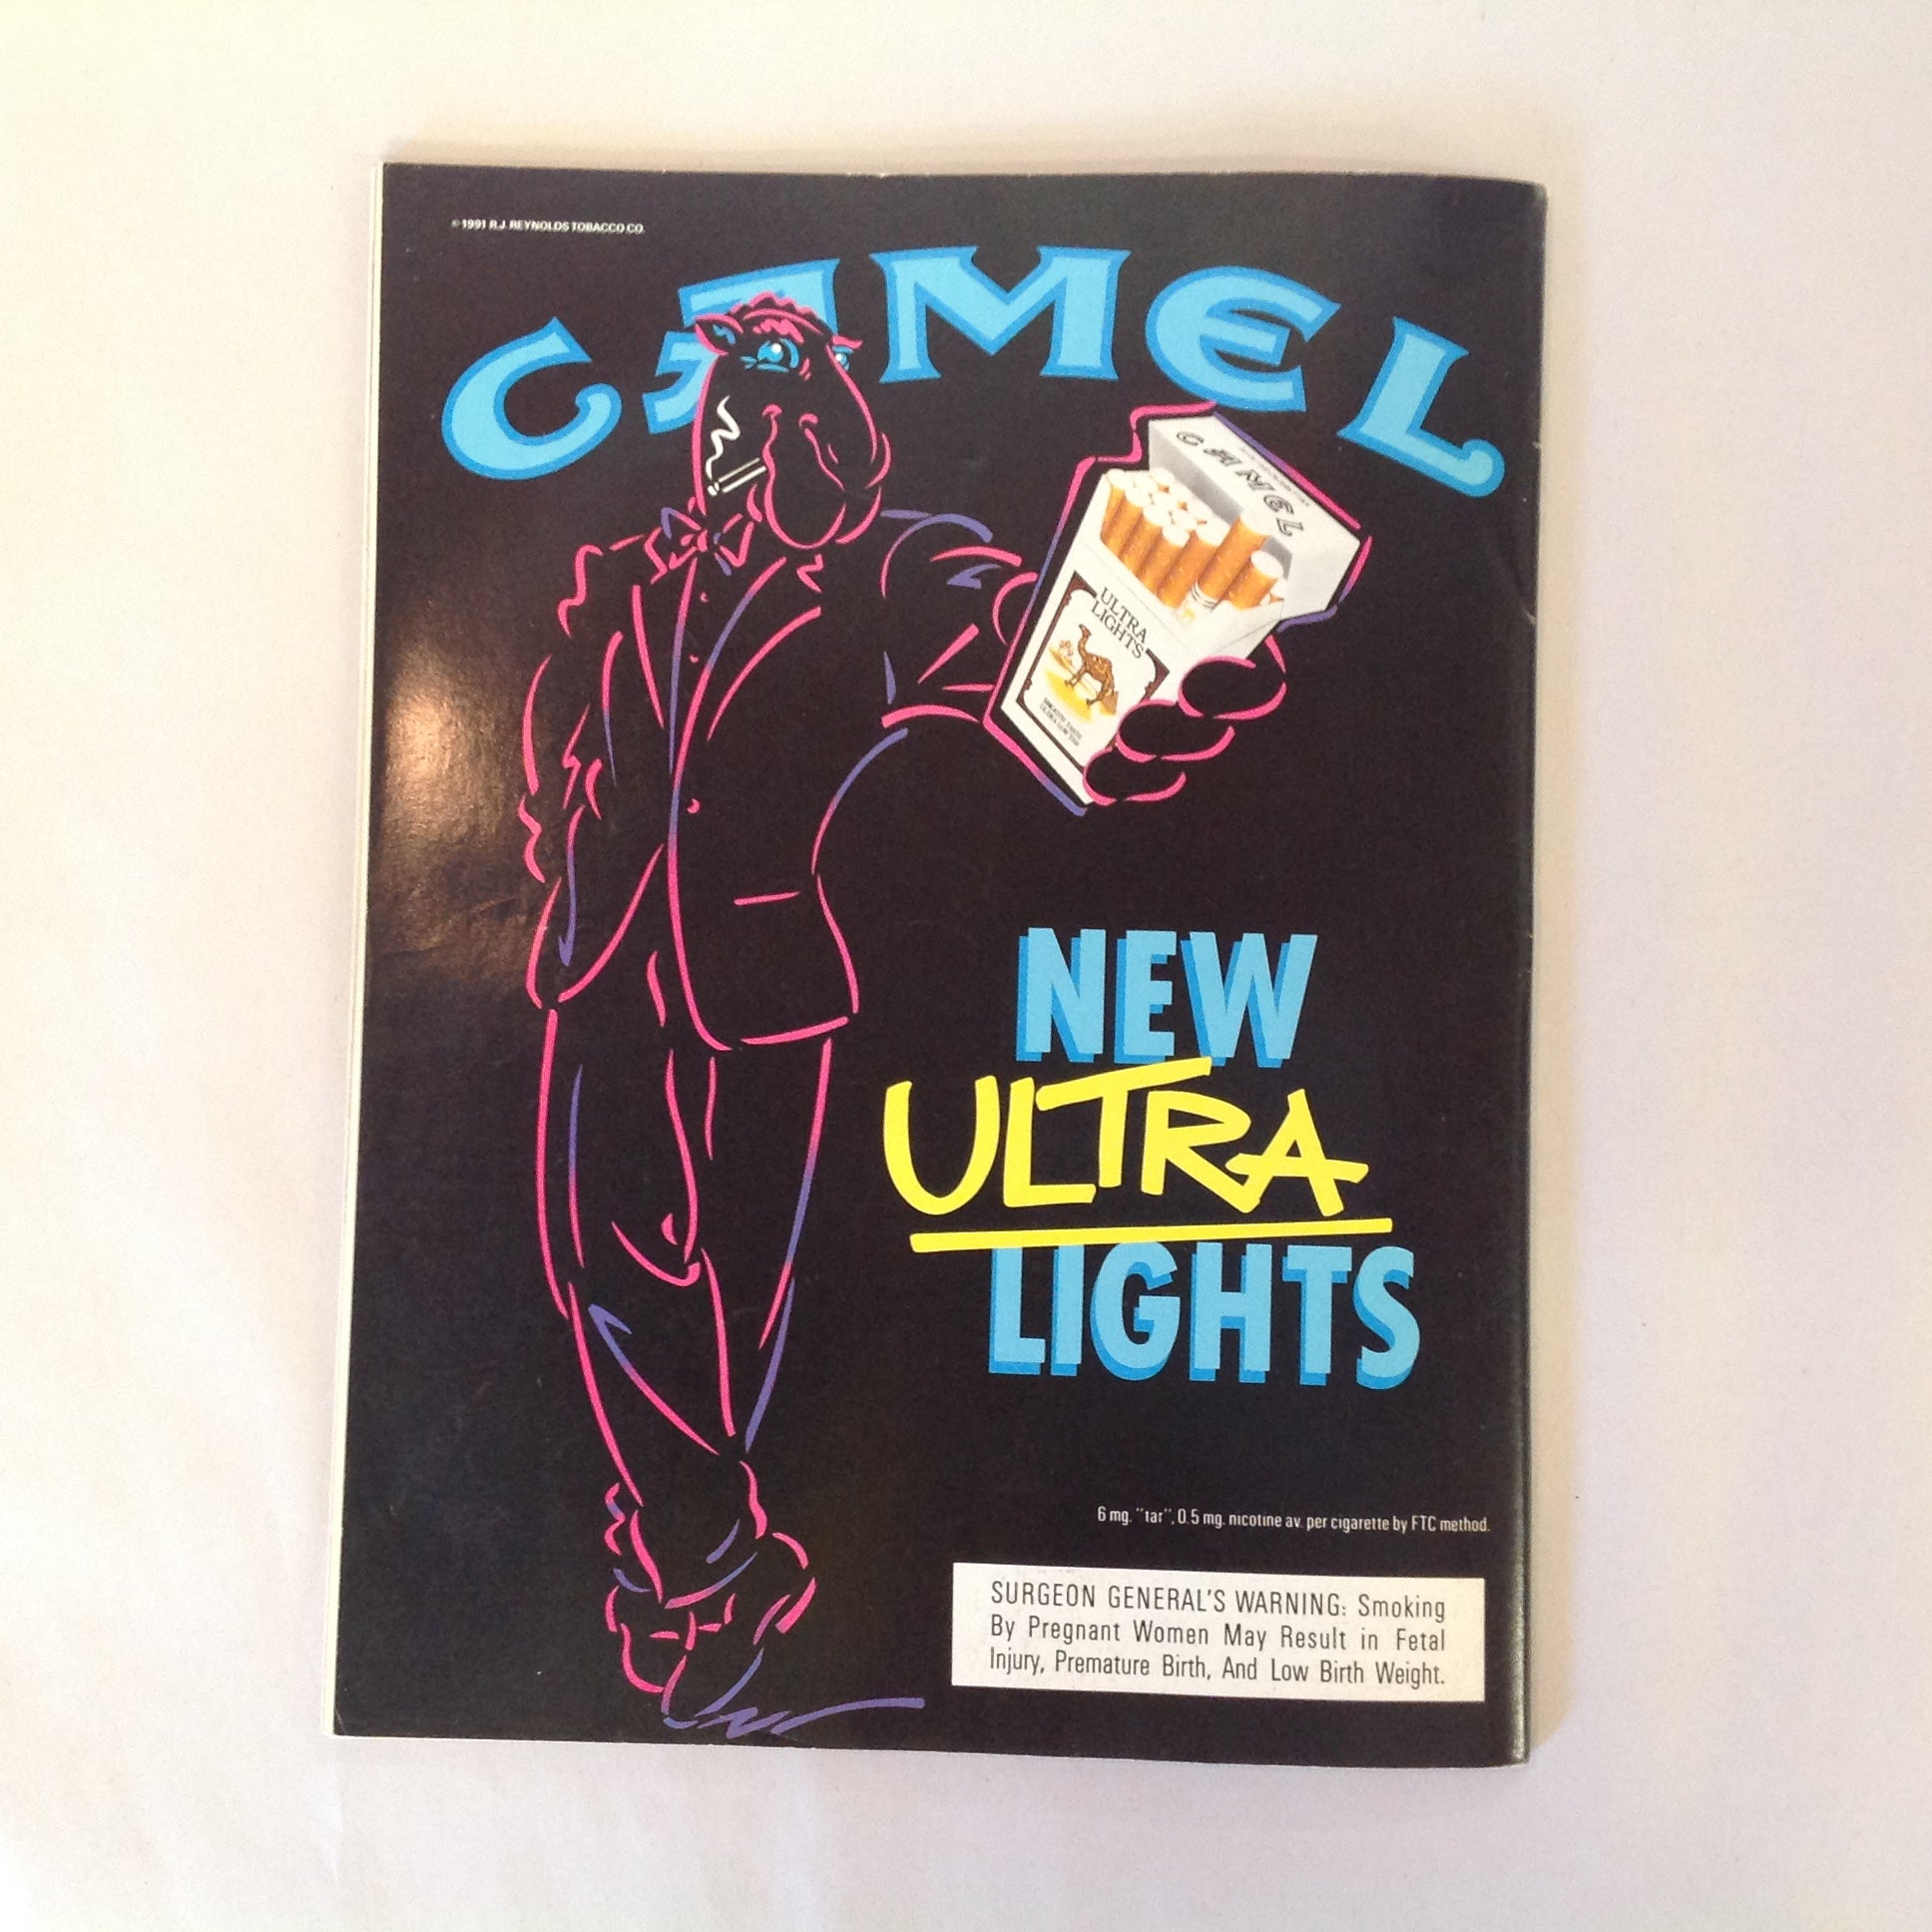 © 1991 R.J. REYNOLDS TOBACCO CO.
CAMEL
CAMEL
ULTRA
LIGHTS
NEW
ULTRA
LIGHTS
6 mg. "tar", 0.5 mg. nicotine av. per cigarette by FTC method.
SURGEON GENERAL'S WARNING: Smoking
By Pregnant Women May Result in Fetal
Injury, Premature Birth, And Low Birth Weight.